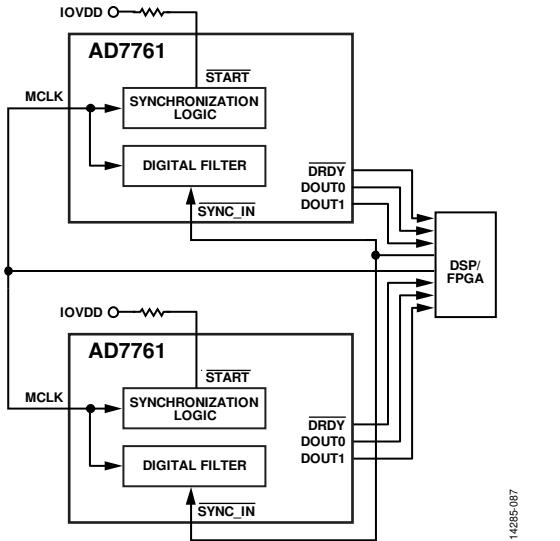 IOVDD
AD7761
START
MCLK
SYNCHRONIZATION
LOGIC
DIGITAL FILTER
DRDY
DOUT0
DOUT1
SYNC_IN
DSP/
FPGA
IOVDD
AD7761
START
MCLK
SYNCHRONIZATION
LOGIC
DIGITAL FILTER
DRDY
DOUT0
DOUT1
SYNC_IN
14285-087